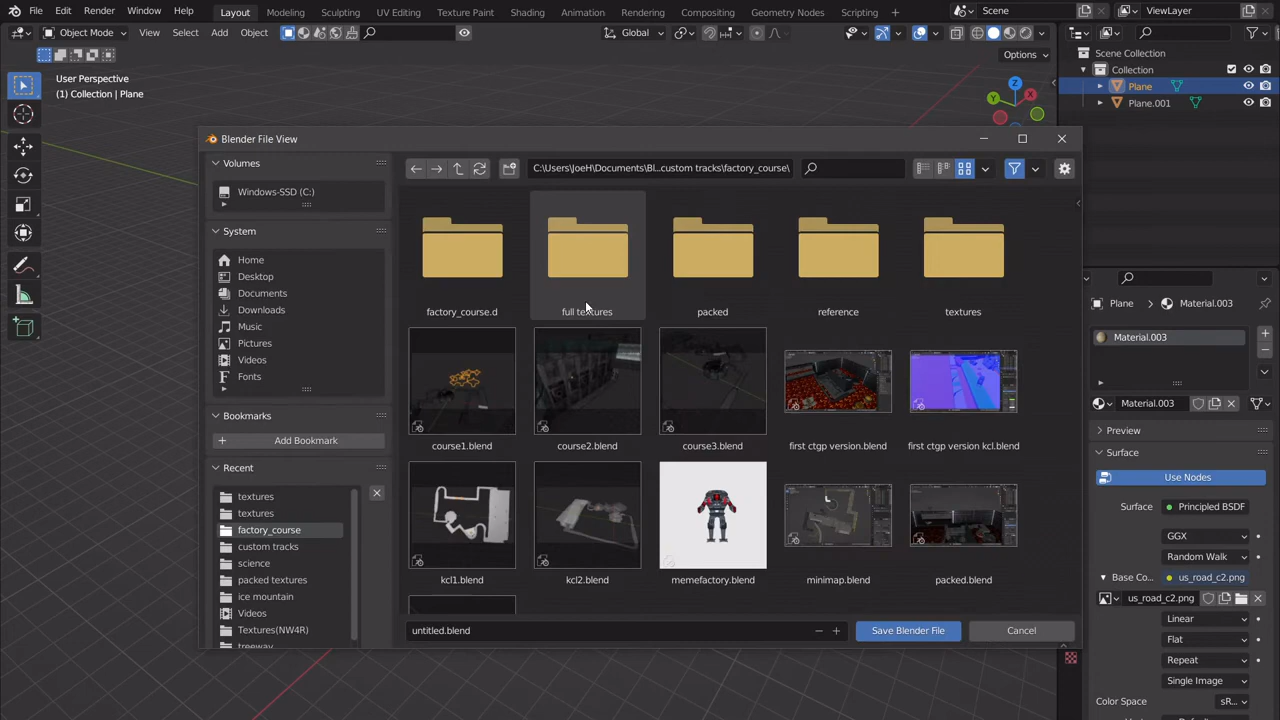 File Edit Render Window Help Layout Modeling Sculpting UV Editing Texture Paint Shading Animation Rendering Compositing Geometry Nodes Scripting Scene ViewLayer
Object Mode View Select Add Object Global
Options
User Perspective
(1) Collection | Plane
Scene Collection
Collection
Plane
Plane.001
Z
Y
X
Blender File View
Volumes
Windows-SSD (C:)
System
Home
Desktop
Documents
Downloads
Music
Pictures
Videos
Fonts
Bookmarks
Add Bookmark
Recent
textures
textures
factory_course
custom tracks
science
packed textures
ice mountain
Videos
Textures(NW4R)
treeway
C:\Users\JoeH\Documents\Bl...custom tracks\factory_course\
factory_course.d full textures packed reference textures
course1.blend course2.blend course3.blend first ctgp version.blend first ctgp version kcl.blend
kcl1.blend kcl2.blend memefactory.blend minimap.blend packed.blend
untitled.blend Save Blender File Cancel
Plane Material.003
Material.003
Material.003
Preview
Surface
Use Nodes
Surface Principled BSDF
GGX
Random Walk
Base Co... us_road_c2.png
us_road_c2.png
Linear
Flat
Repeat
Single Image
Color Space sR...